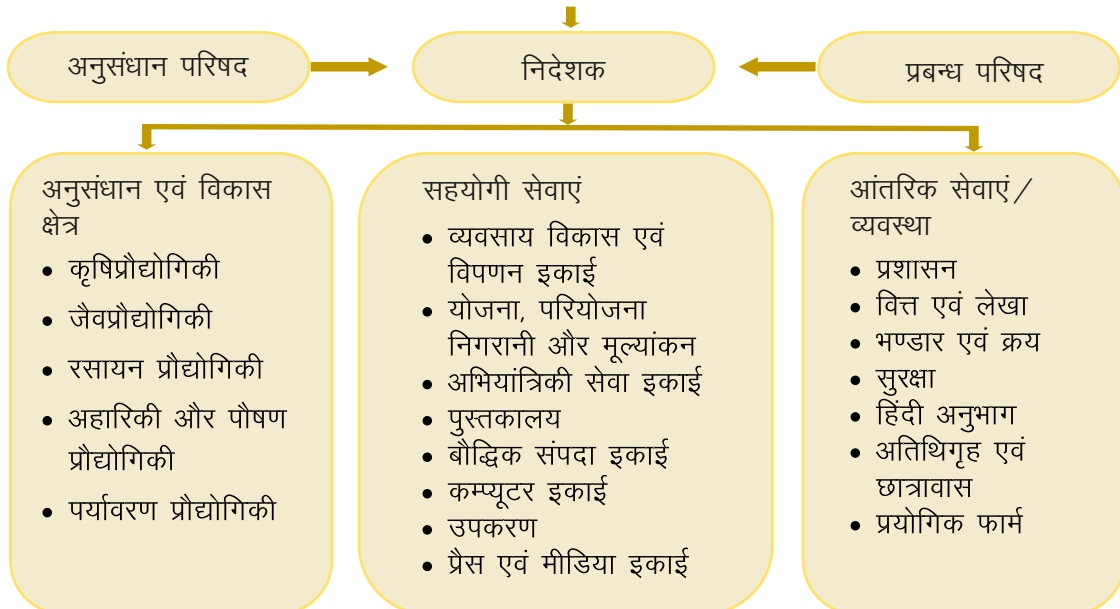 अनुसंधान परिषद
निदेशक
प्रबन्ध परिषद
अनुसंधान एवं विकास
क्षेत्र
• कृषिप्रौद्योगिकी
• जैवप्रौद्योगिकी
• रसायन प्रौद्योगिकी
• अहारिकी और पौषण
प्रौद्योगिकी
• पर्यावरण प्रौद्योगिकी
सहयोगी सेवाएं
• व्यवसाय विकास एवं
विपणन इकाई
• योजना, परियोजना
निगरानी और मूल्यांकन
• अभियांत्रिकी सेवा इकाई
• पुस्तकालय
• बौद्धिक संपदा इकाई
• कम्प्यूटर इकाई
• उपकरण
• प्रैस एवं मीडिया इकाई
आंतरिक सेवाएं/
व्यवस्था
• प्रशासन
• वित्त एवं लेखा
• भण्डार एवं क्रय
• सुरक्षा
• हिंदी अनुभाग
• अतिथिगृह एवं
छात्रावास
• प्रयोगिक फार्म